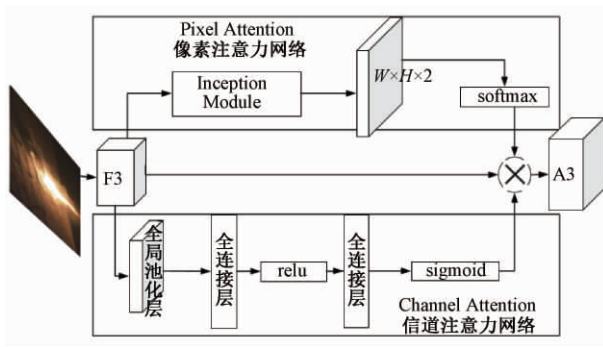 Pixel Attention
像素注意力网络
Inception
Module
W×H×2
softmax
F3
A3
全局池化层
全连接层
relu
全连接层
sigmoid
Channel Attention
信道注意力网络